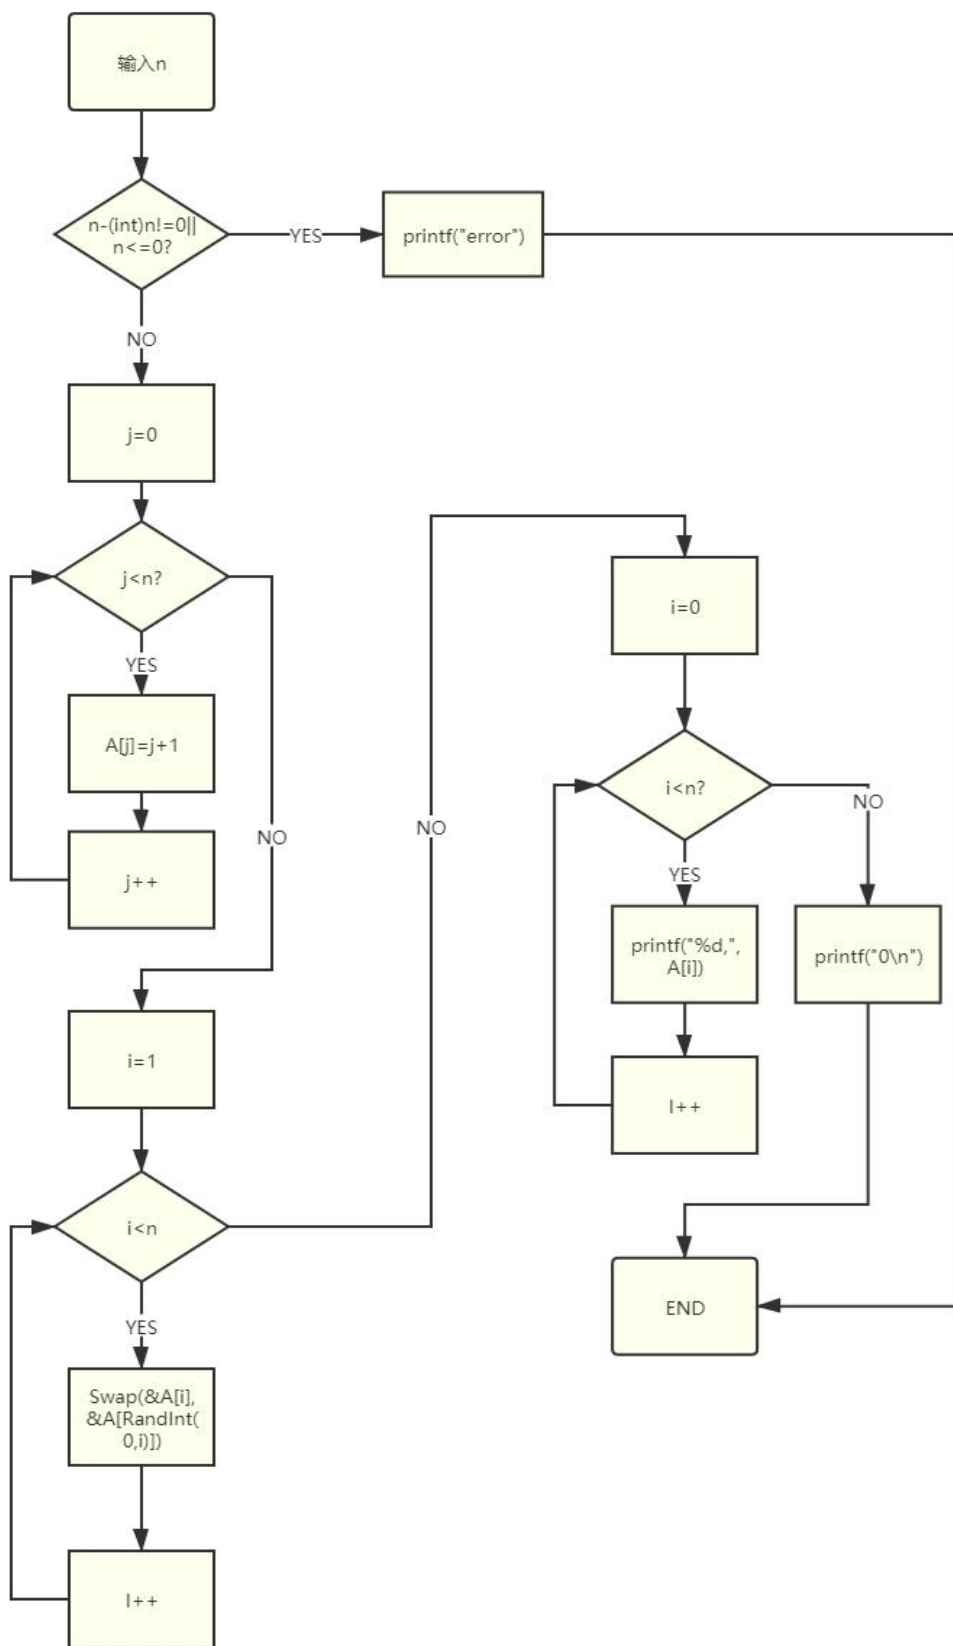 输入n
n-(int)n!=0||
n<=0?
YES
printf("error")
NO
j=0
j<n?
YES
A[j]=j+1
NO
j++
i=1
i<n
YES
Swap(&A[i],
&A[RandInt(
0,i)])
I++
NO
i=0
i<n?
NO
YES
printf("%d,",
A[i])
printf("0\n")
I++
END